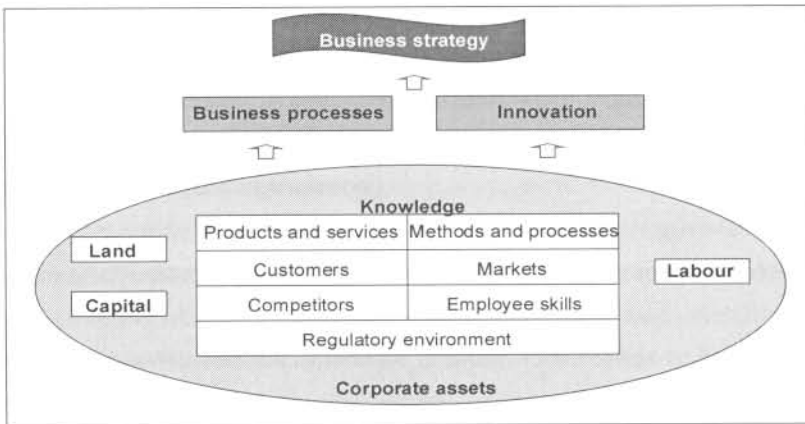 Business strategy
Business processes
Innovation
Knowledge
Products and services
Methods and processes
Land
Customers
Markets
Labour
Capital
Competitors
Employee skills
Regulatory environment
Corporate assets